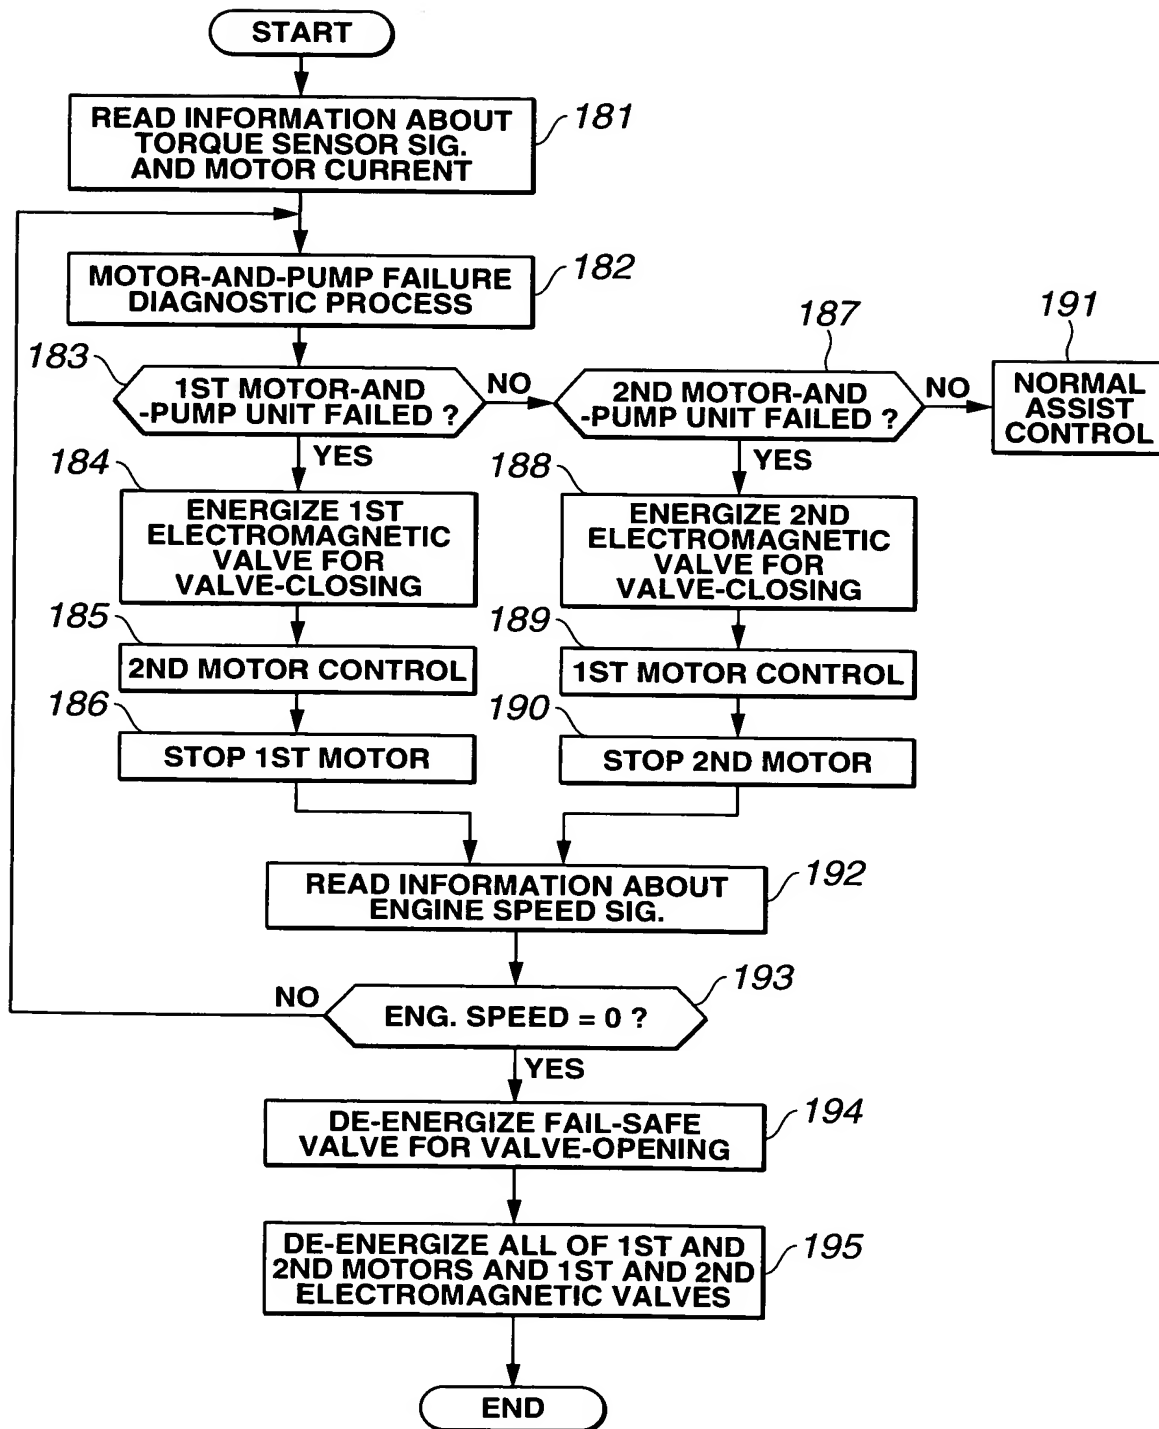 START
READ INFORMATION ABOUT
TORQUE SENSOR SIG.
AND MOTOR CURRENT
181
MOTOR-AND-PUMP FAILURE
DIAGNOSTIC PROCESS
182
183
1ST MOTOR-AND
-PUMP UNIT FAILED ?
NO
YES
187
2ND MOTOR-AND
-PUMP UNIT FAILED ?
NO
YES
191
NORMAL
ASSIST
CONTROL
184
ENERGIZE 1ST
ELECTROMAGNETIC
VALVE FOR
VALVE-CLOSING
188
ENERGIZE 2ND
ELECTROMAGNETIC
VALVE FOR
VALVE-CLOSING
185
2ND MOTOR CONTROL
189
1ST MOTOR CONTROL
186
STOP 1ST MOTOR
190
STOP 2ND MOTOR
READ INFORMATION ABOUT
ENGINE SPEED SIG.
192
193
NO
ENG. SPEED = 0 ?
YES
DE-ENERGIZE FAIL-SAFE
VALVE FOR VALVE-OPENING
194
DE-ENERGIZE ALL OF 1ST AND
2ND MOTORS AND 1ST AND 2ND
ELECTROMAGNETIC VALVES
195
END